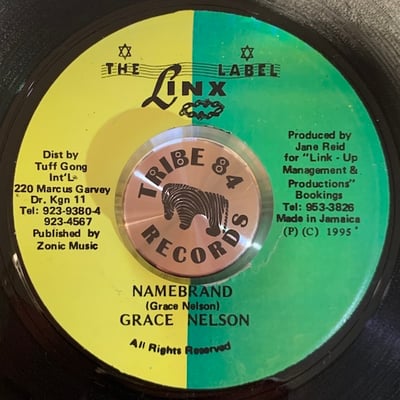 THE LABEL
LINX
Dist by
Tuff Gong
Int'L
220 Marcus Garvey
Dr. Kgn 11
Tel: 923-9380-4
923-4567
Published by
Zonic Music
TRIBE 84
RECORDS
Produced by
Jane Reid
for "Link - Up
Management &
Productions"
Bookings
Tel: 953-3826
Made in Jamaica
(P) (C) 1995
NAMEBRAND
(Grace Nelson)
GRACE NELSON
All Rights Reserved